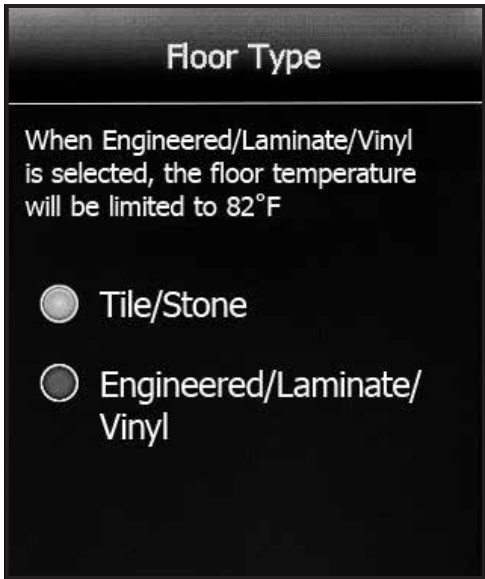 Floor Type
When Engineered/Laminate/Vinyl
is selected, the floor temperature
will be limited to 82°F
Tile/Stone
Engineered/Laminate/
Vinyl